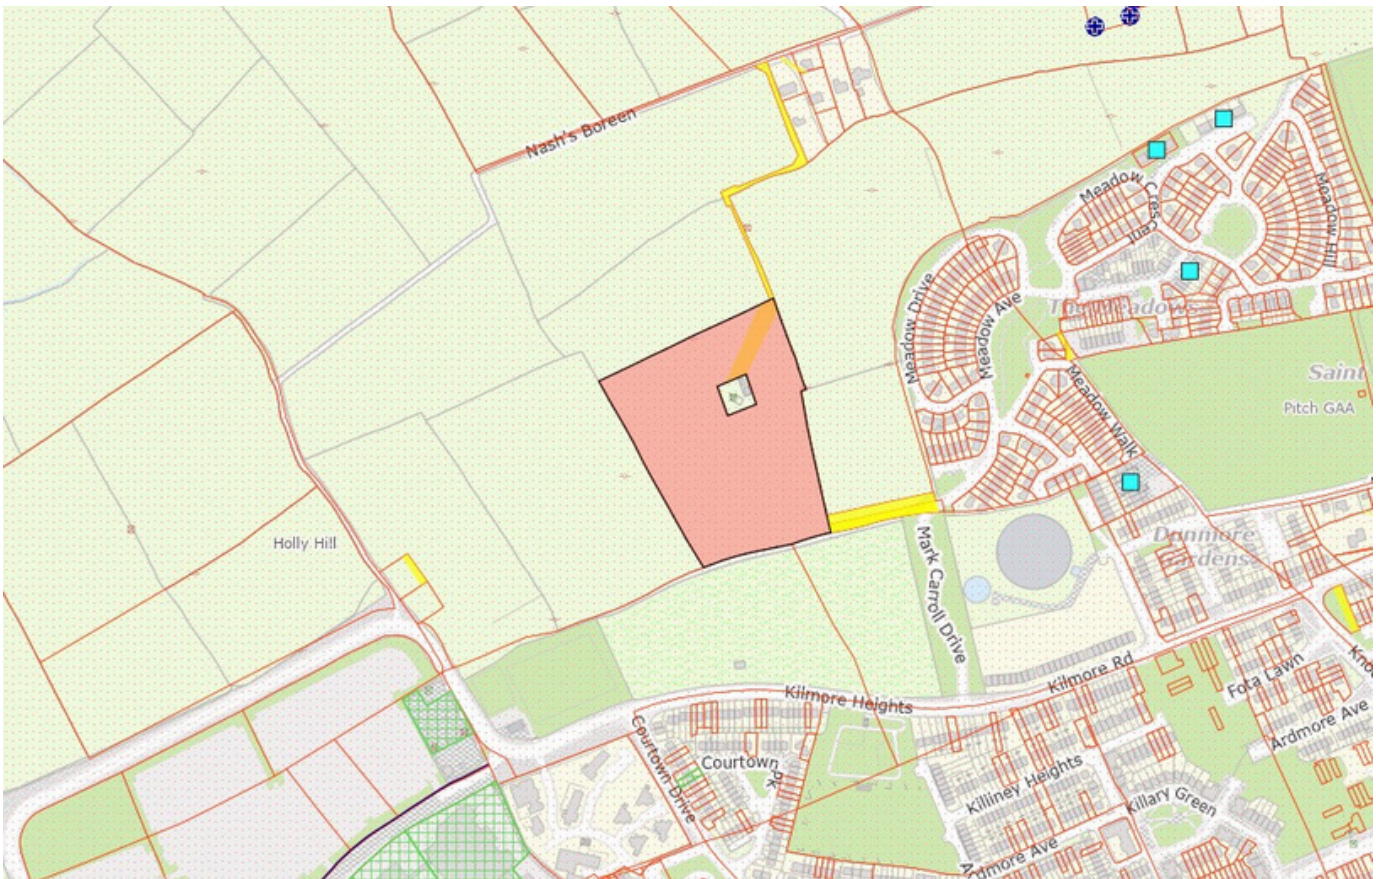 Nash's Boreen
Meadow Crescent
Meadow Hill
Meadow Drive
Meadow Ave
The Meadows
Saint
Pitch GAA
Meadow Walk
Holly Hill
Dunmore
Gardens
Mark Carroll Drive
Kilmore Rd
Kilmore Heights
Fota Lawn
Ardmore Ave
Courtown Drive
Courtown
Pk
Killiney Heights
Killary Green
Ardmore Ave